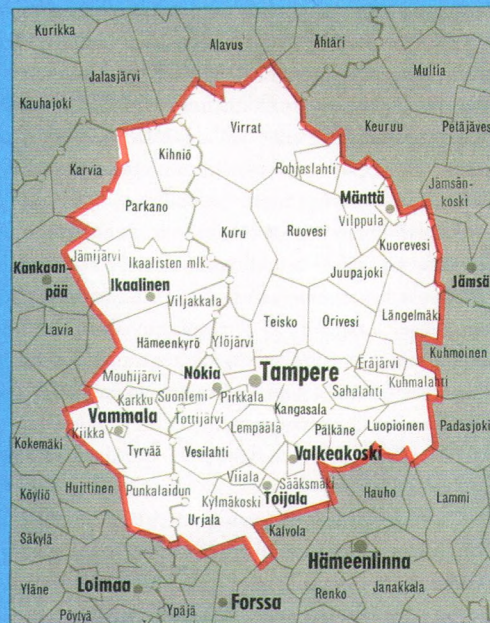 Kurikka
Alavus
Ähtäri
Multia
Jalasjärvi
Kauhajoki
Virrat
Keuruu
Petäjäves
Kihniö
Karvia
Pohjaslahti
Jämsän-
koski
Mänttä
Parkano
Kuru
Ruovesi
Vilppula
Kuorevesi
Jämijärvi
Ikaalisten mlk.
Kankaan-
pää
Ikaalinen
Juupajoki
Jämsä
Viljakkala
Längelmäki
Lavia
Teisko
Orivesi
Hämeenkyrö
Ylöjärvi
Kuhmoinen
Eräjärvi
Mouhijärvi
Nokia
Tampere
Kuhmalahti
Karkku
Suoniemi
Pirkkala
Sahalahti
Vammala
Tottijärvi
Kangasala
Kiikka
Lempäälä
Pälkäne
Luopioinen
Padasjoki
Kokemäki
Tyrvää
Vesilahti
Valkeakoski
Viiala
Sääksmäki
Köyliö
Huittinen
Punkalaidun
Toijala
Hauho
Lammi
Kylmäkoski
Urjala
Säkylä
Kalvola
Hämeenlinna
Yläne
Loimaa
Renko
Janakkala
Forssa
Ypäjä
Pöytyä